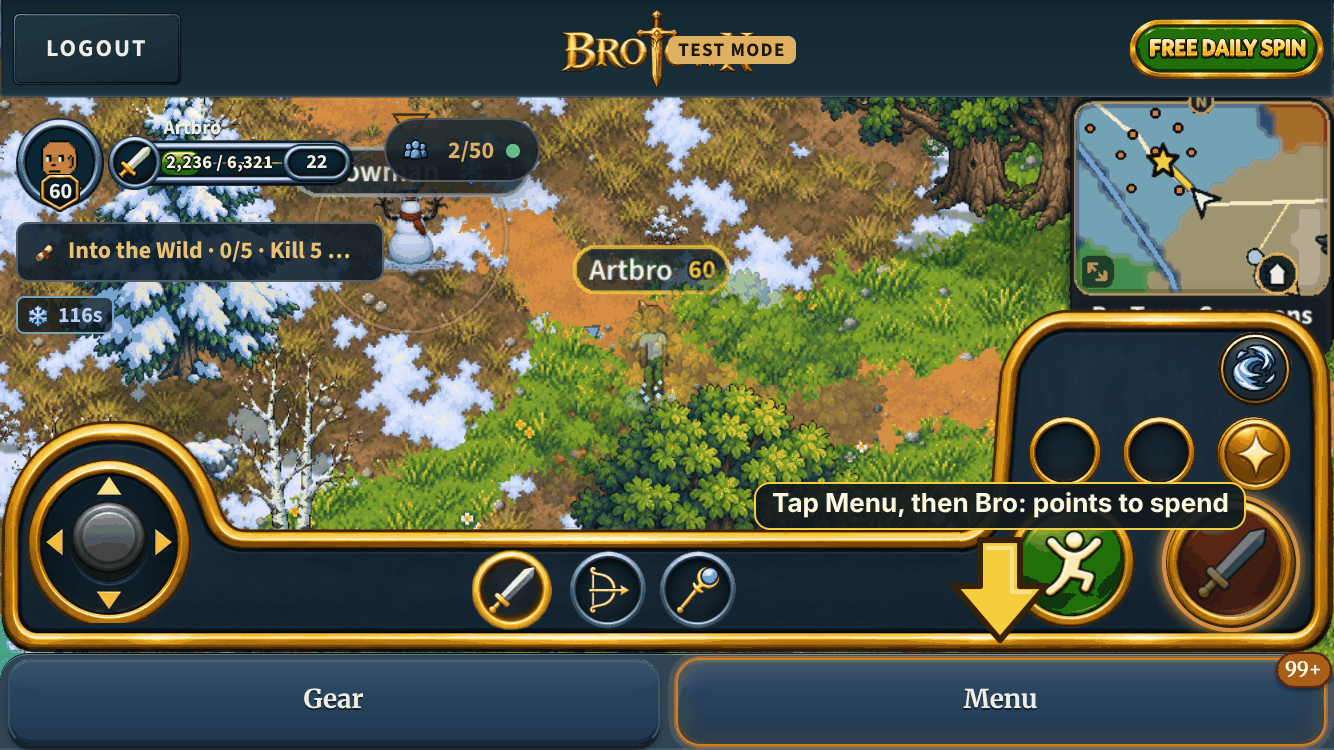 LOGOUT
TEST MODE
FREE DAILY SPIN
N
Artbro
2,236 / 6,321
22
60
2/50
Into the Wild · 0/5 · Kill 5 ...
116s
Artbro 60
Tap Menu, then Bro: points to spend
Gear
Menu
99+